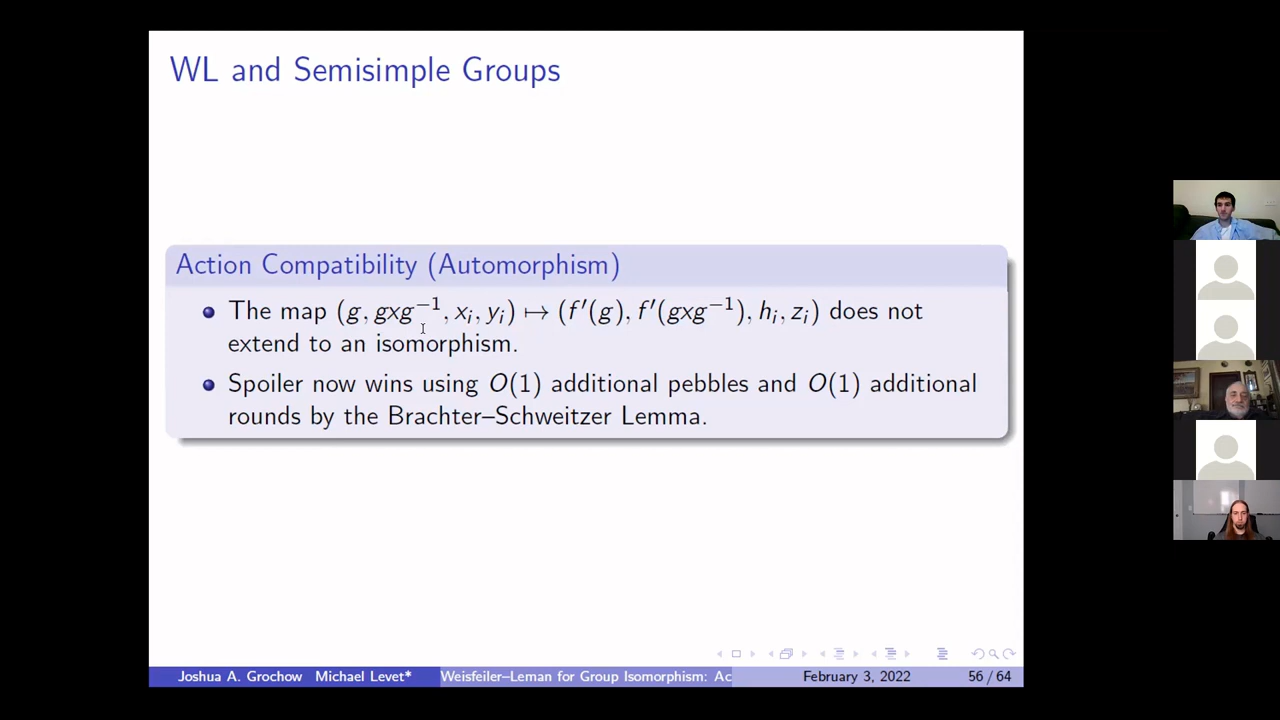 WL and Semisimple Groups
Action Compatibility (Automorphism)
The map (g, gxg⁻¹, xᵢ, yᵢ) ↦ (f′(g), f′(gxg⁻¹), hᵢ, zᵢ) does not
extend to an isomorphism.
Spoiler now wins using O(1) additional pebbles and O(1) additional
rounds by the Brachter–Schweitzer Lemma.
Joshua A. Grochow Michael Levet* Weisfeiler–Leman for Group Isomorphism: Ac February 3, 2022 56 / 64